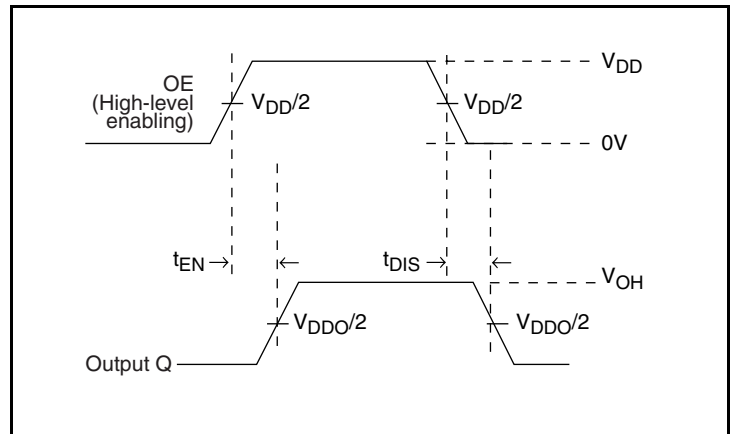 V_DD
OE
(High-level
enabling)
V_DD/2
V_DD/2
0V
t_EN
t_DIS
V_OH
V_DDO/2
V_DDO/2
Output Q